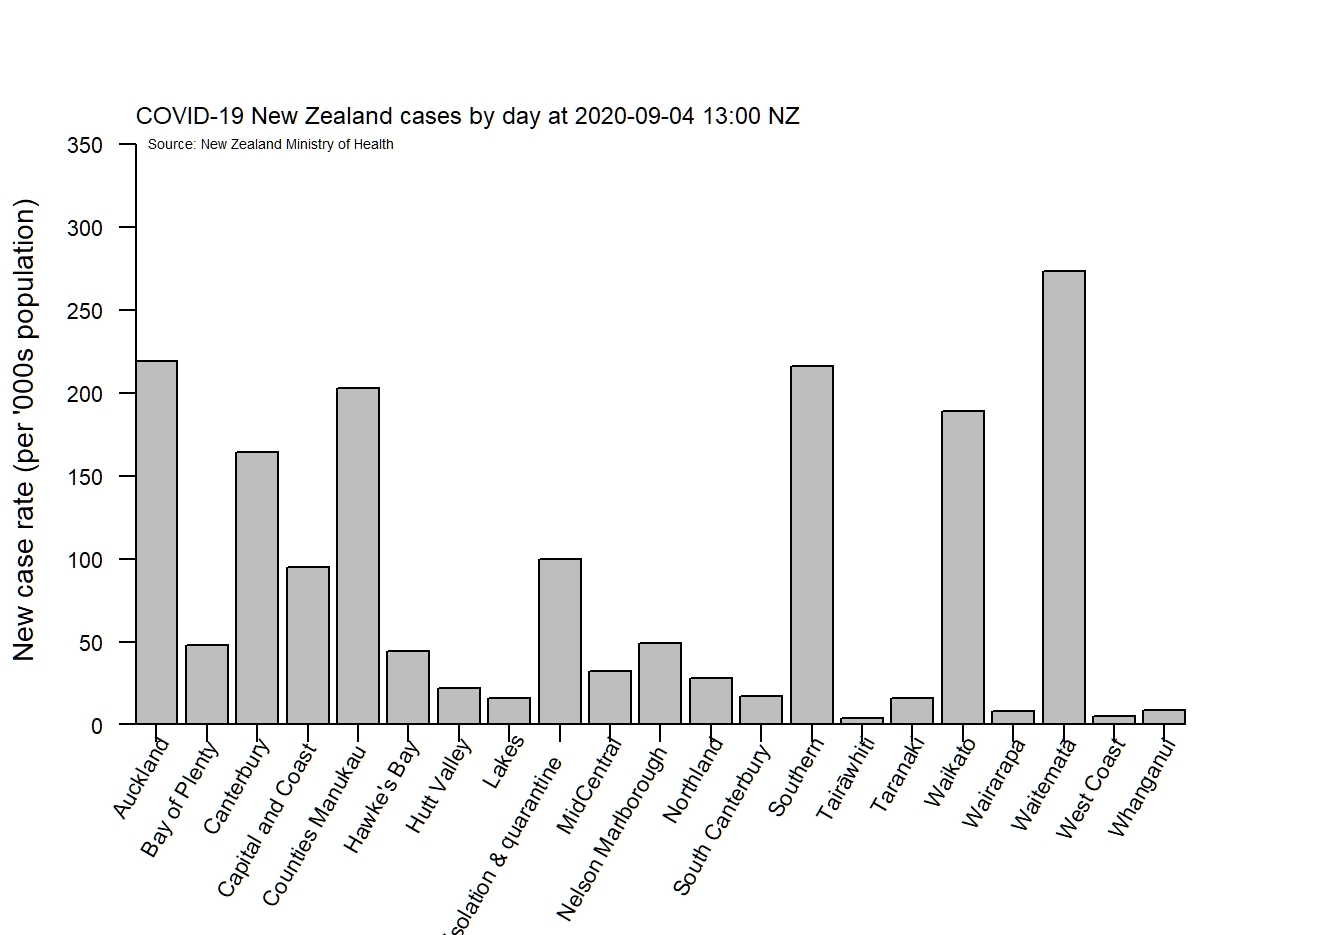 COVID-19 New Zealand cases by day at 2020-09-04 13:00 NZ
Source: New Zealand Ministry of Health
New case rate (per '000s population)
350
300
250
200
150
100
50
0
Auckland
Bay of Plenty
Canterbury
Capital and Coast
Counties Manukau
Hawke's Bay
Hutt Valley
Lakes
isolation & quarantine
MidCentral
Nelson Marlborough
Northland
South Canterbury
Southern
Tairāwhiti
Taranaki
Waikato
Wairarapa
Waitematā
West Coast
Whanganui